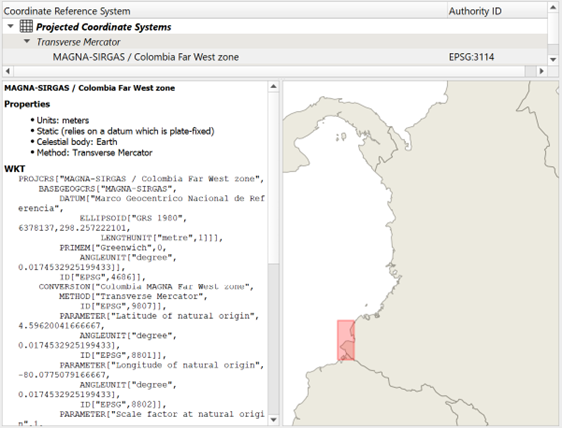 Coordinate Reference System Authority ID
Projected Coordinate Systems
Transverse Mercator
MAGNA-SIRGAS / Colombia Far West zone EPSG:3114
MAGNA-SIRGAS / Colombia Far West zone
Properties
• Units: meters
• Static (relies on a datum which is plate-fixed)
• Celestial body: Earth
• Method: Transverse Mercator
WKT
PROJCRS["MAGNA-SIRGAS / Colombia Far West zone",
BASEGEOGCRS["MAGNA-SIRGAS",
DATUM["Marco Geocentrico Nacional de Ref
erencia",
ELLIPSOID["GRS 1980",
6378137,298.257222101,
LENGTHUNIT["metre",1]]],
PRIMEM["Greenwich",0,
ANGLEUNIT["degree",
0.0174532925199433]],
ID["EPSG",4686]],
CONVERSION["Colombia MAGNA Far West zone",
METHOD["Transverse Mercator",
ID["EPSG",9807]],
PARAMETER["Latitude of natural origin",
4.59620041666667,
ANGLEUNIT["degree",
0.0174532925199433],
ID["EPSG",8801]],
PARAMETER["Longitude of natural origin",
-80.0775079166667,
ANGLEUNIT["degree",
0.0174532925199433],
ID["EPSG",8802]],
PARAMETER["Scale factor at natural origi
n",1,